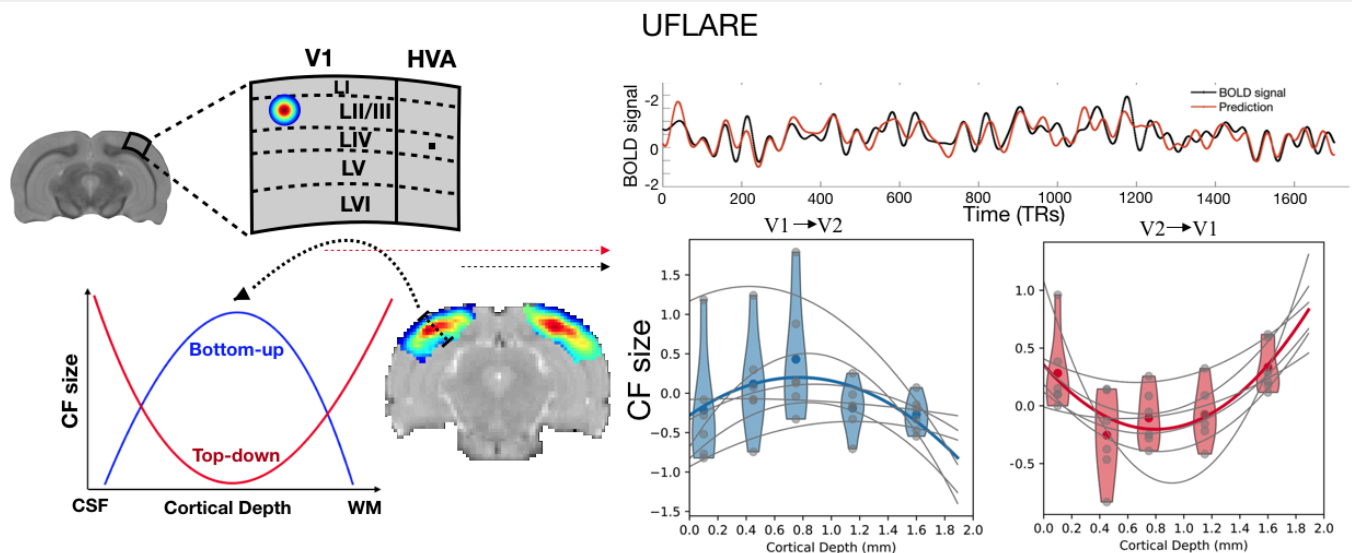 UFLARE
V1 HVA
LI
LII/III
LIV
LV
LVI
CF size
Bottom-up
Top-down
CSF Cortical Depth WM
BOLD signal
-2
0
-2
BOLD signal
Prediction
0 200 400 600 800 1000 1200 1400 1600
Time (TRs)
V1→V2
CF size
1.5
1.0
0.5
0.0
−0.5
−1.0
−1.5
0.0 0.2 0.4 0.6 0.8 1.0 1.2 1.4 1.6 1.8 2.0
Cortical Depth (mm)
V2→V1
1.0
0.5
0.0
-0.5
0.0 0.2 0.4 0.6 0.8 1.0 1.2 1.4 1.6 1.8 2.0
Cortical Depth (mm)